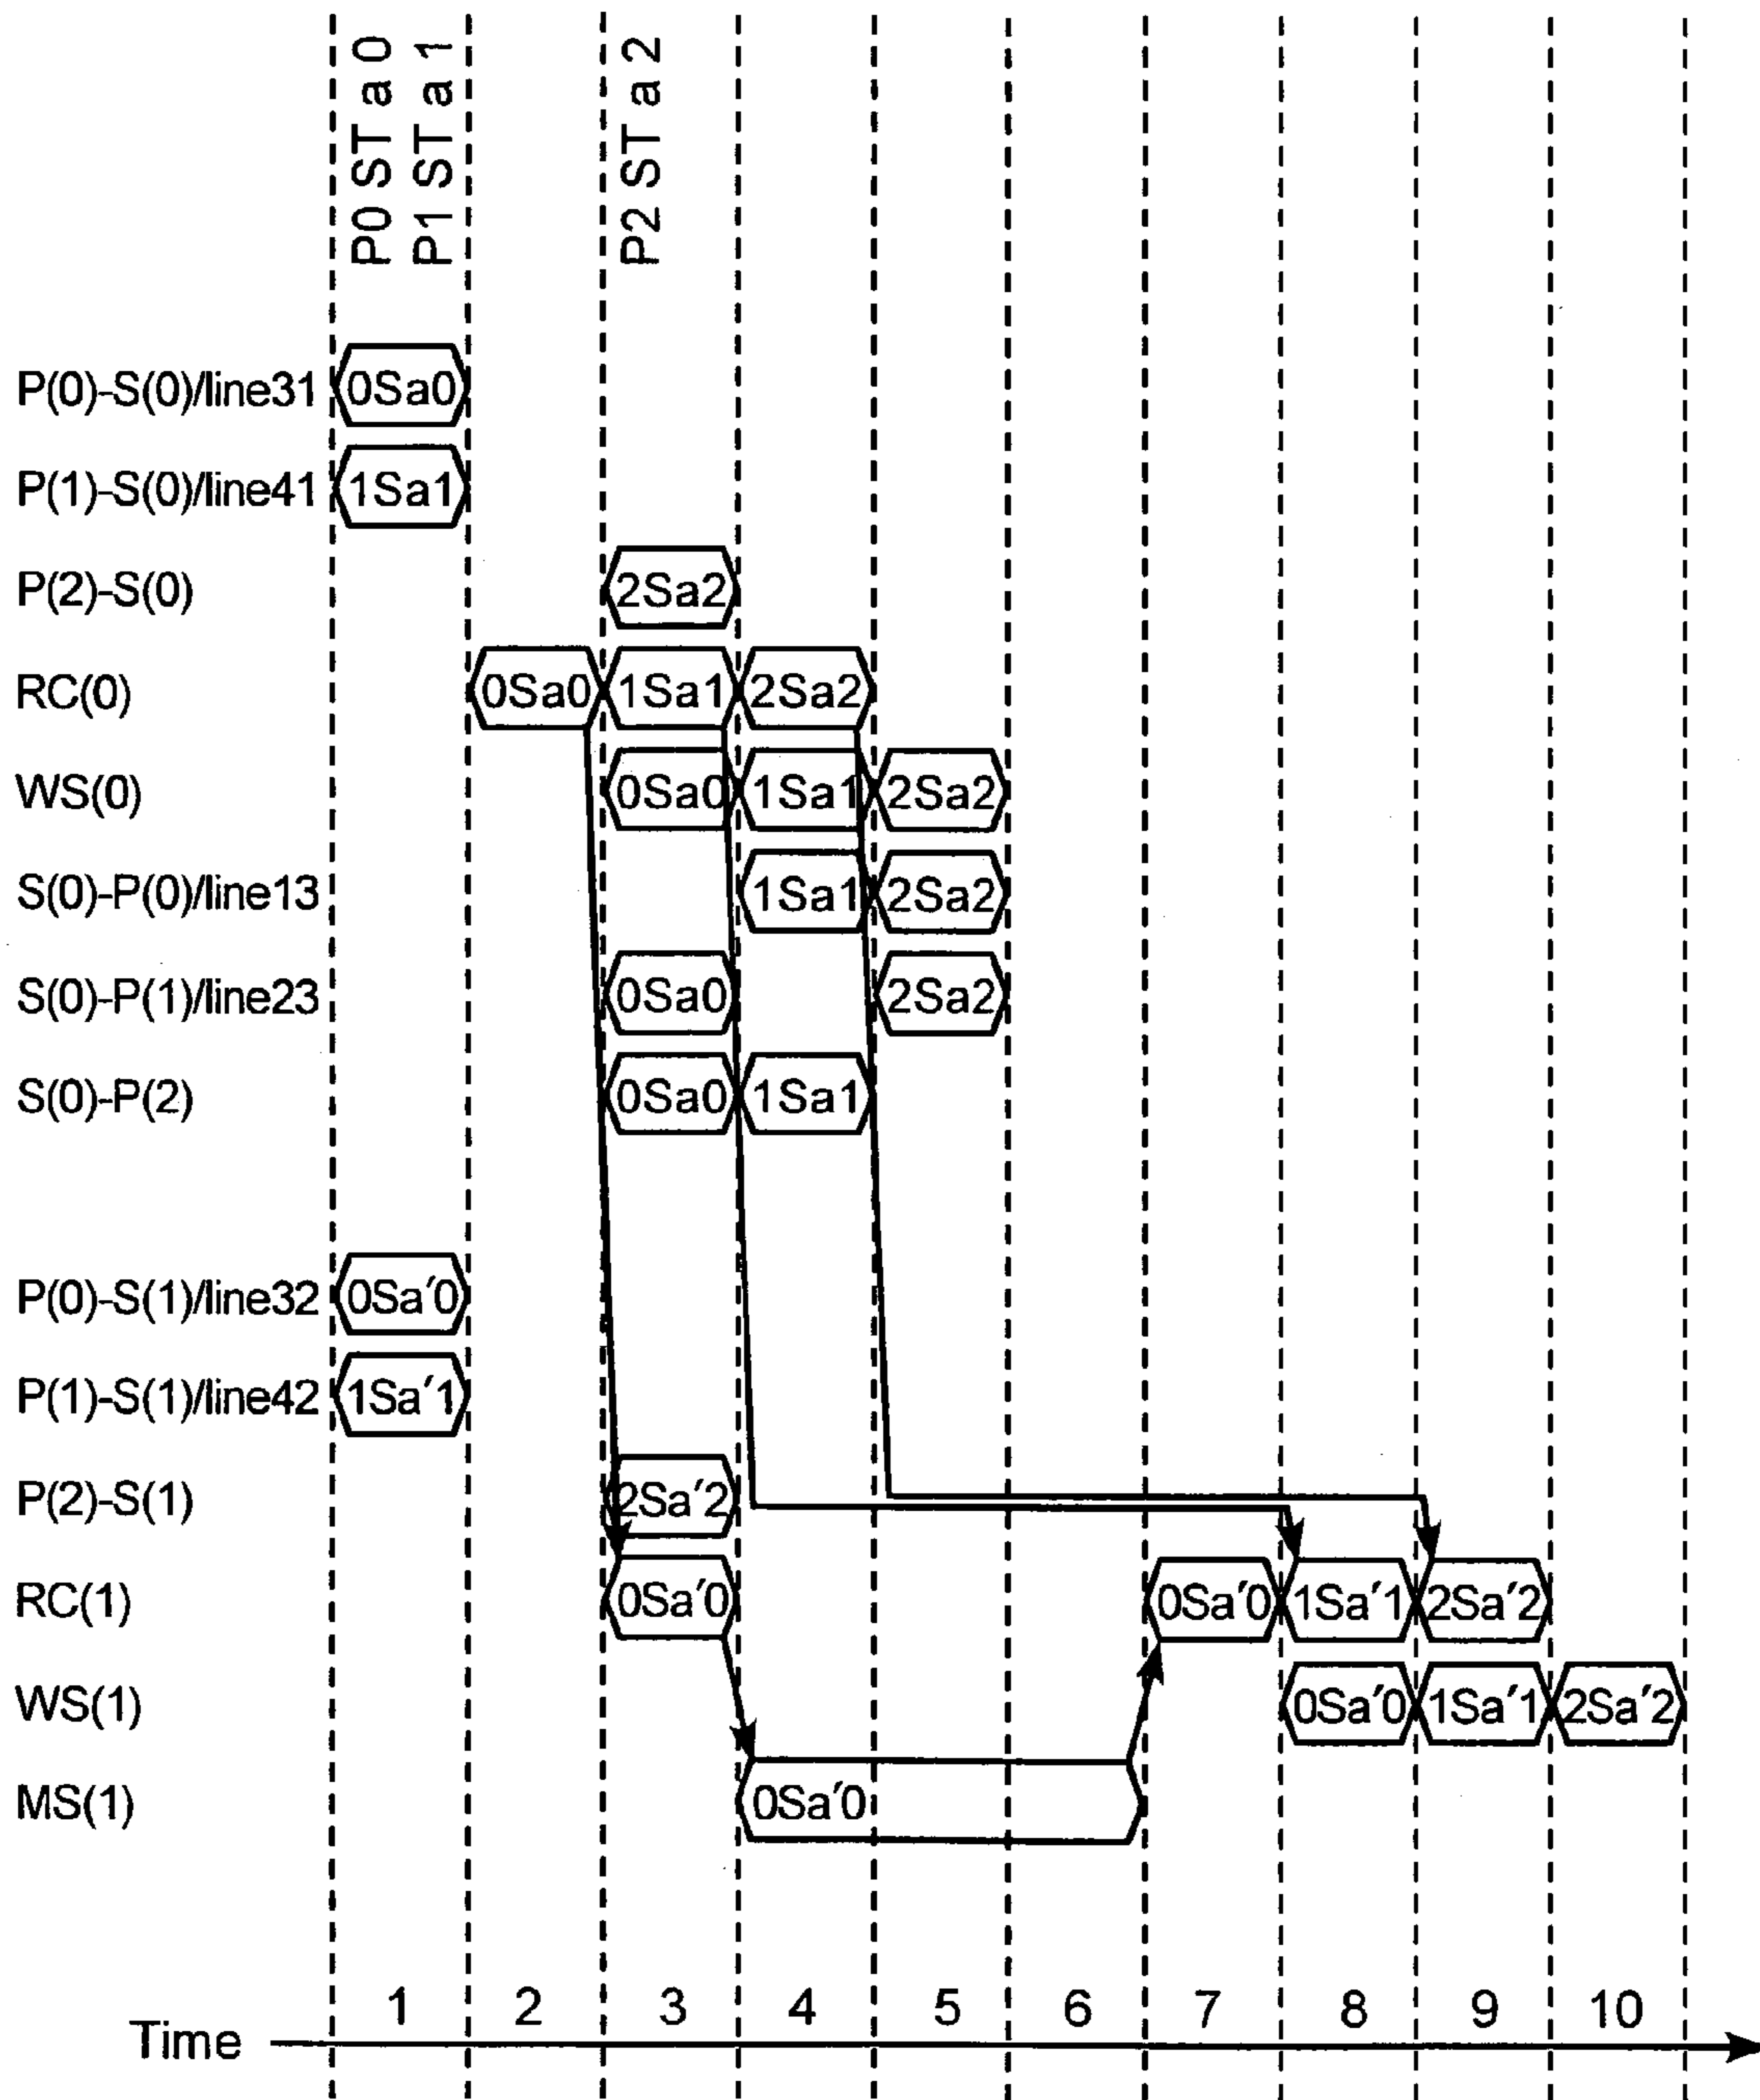 P0 ST a 0
P1 ST a 1
P2 ST a 2
P(0)-S(0)/line31 0Sa0
P(1)-S(0)/line41 1Sa1
P(2)-S(0) 2Sa2
RC(0) 0Sa0 1Sa1 2Sa2
WS(0) 0Sa0 1Sa1 2Sa2
S(0)-P(0)/line13 1Sa1 2Sa2
S(0)-P(1)/line23 0Sa0 2Sa2
S(0)-P(2) 0Sa0 1Sa1
P(0)-S(1)/line32 0Sa′0
P(1)-S(1)/line42 1Sa′1
P(2)-S(1) 2Sa′2
RC(1) 0Sa′0 0Sa′0 1Sa′1 2Sa′2
WS(1) 0Sa′0 1Sa′1 2Sa′2
MS(1) 0Sa′0
1 2 3 4 5 6 7 8 9 10
Time